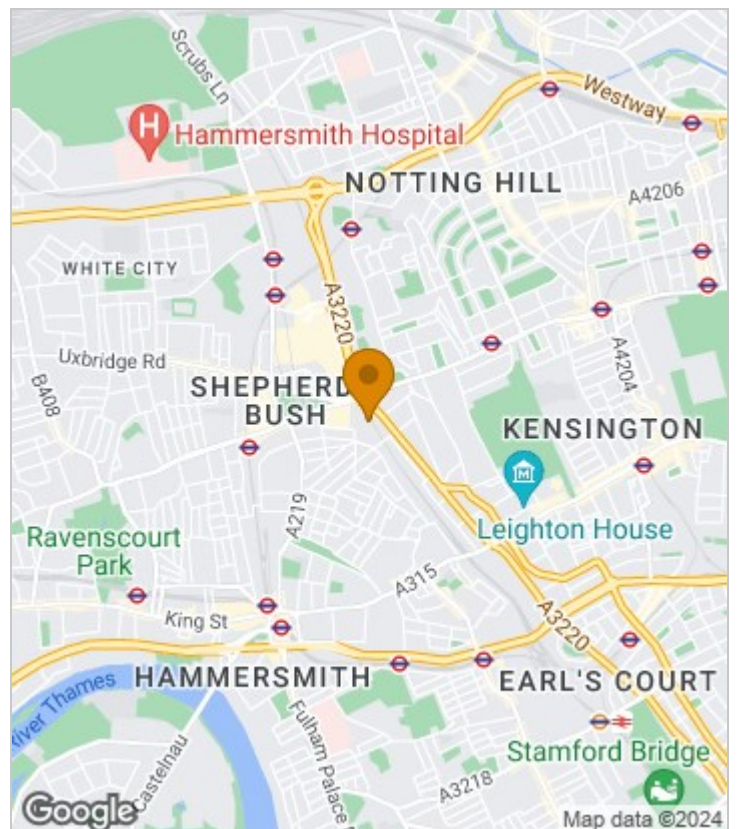 Scrubs Ln
Westway
Hammersmith Hospital
NOTTING HILL
A4206
WHITE CITY
A3220
Uxbridge Rd
A4204
B408
SHEPHERD
BUSH
KENSINGTON
A219
Leighton House
Ravenscourt
Park
A315
King St
A3220
HAMMERSMITH
EARL'S COURT
River Thames
Castelnau
Fulham Palace
Stamford Bridge
A3218
Google
Map data ©2024